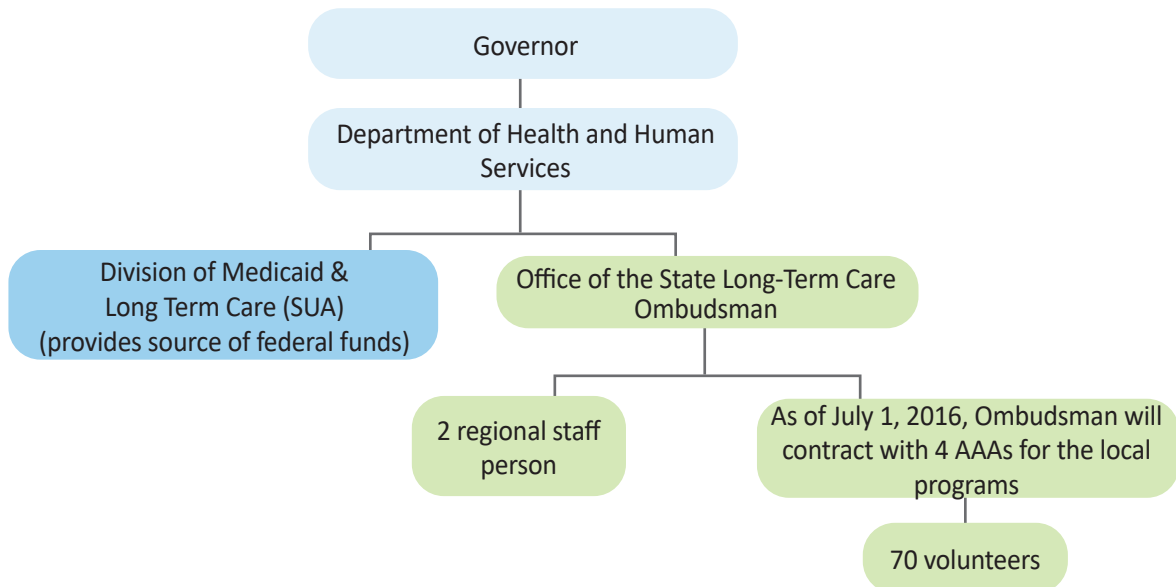 Governor
Department of Health and Human
Services
Division of Medicaid &
Long Term Care (SUA)
(provides source of federal funds)
Office of the State Long-Term Care
Ombudsman
2 regional staff
person
As of July 1, 2016, Ombudsman will
contract with 4 AAAs for the local
programs
70 volunteers